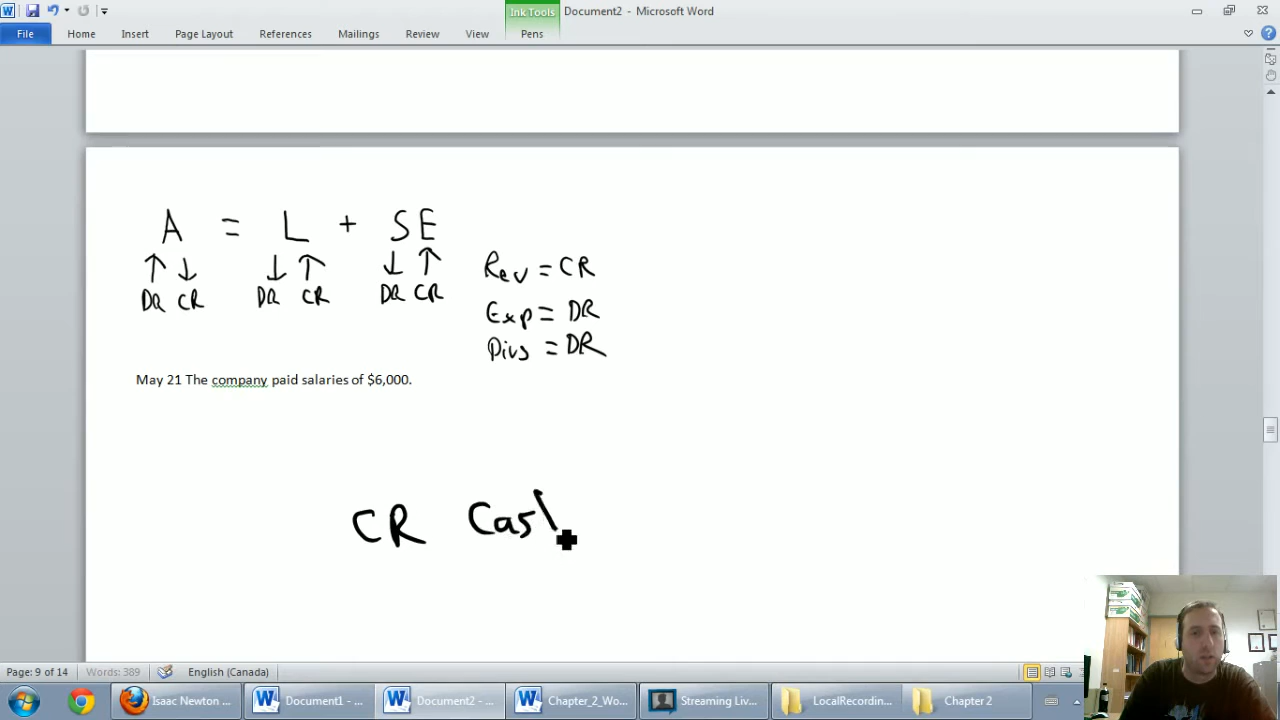 Ink Tools
Document2 - Microsoft Word
File Home Insert Page Layout References Mailings Review View Pens
A = L + SE
↑ ↓ ↓ ↑ ↓ ↑
DR CR DR CR DR CR
Rev = CR
Exp = DR
Divs = DR
May 21 The company paid salaries of $6,000.
CR Cas
Page: 9 of 14 Words: 389 English (Canada)
Isaac Newton ... Document1 - ... Document2 - ... Chapter_2_Wo... Streaming Liv... LocalRecordin... Chapter 2